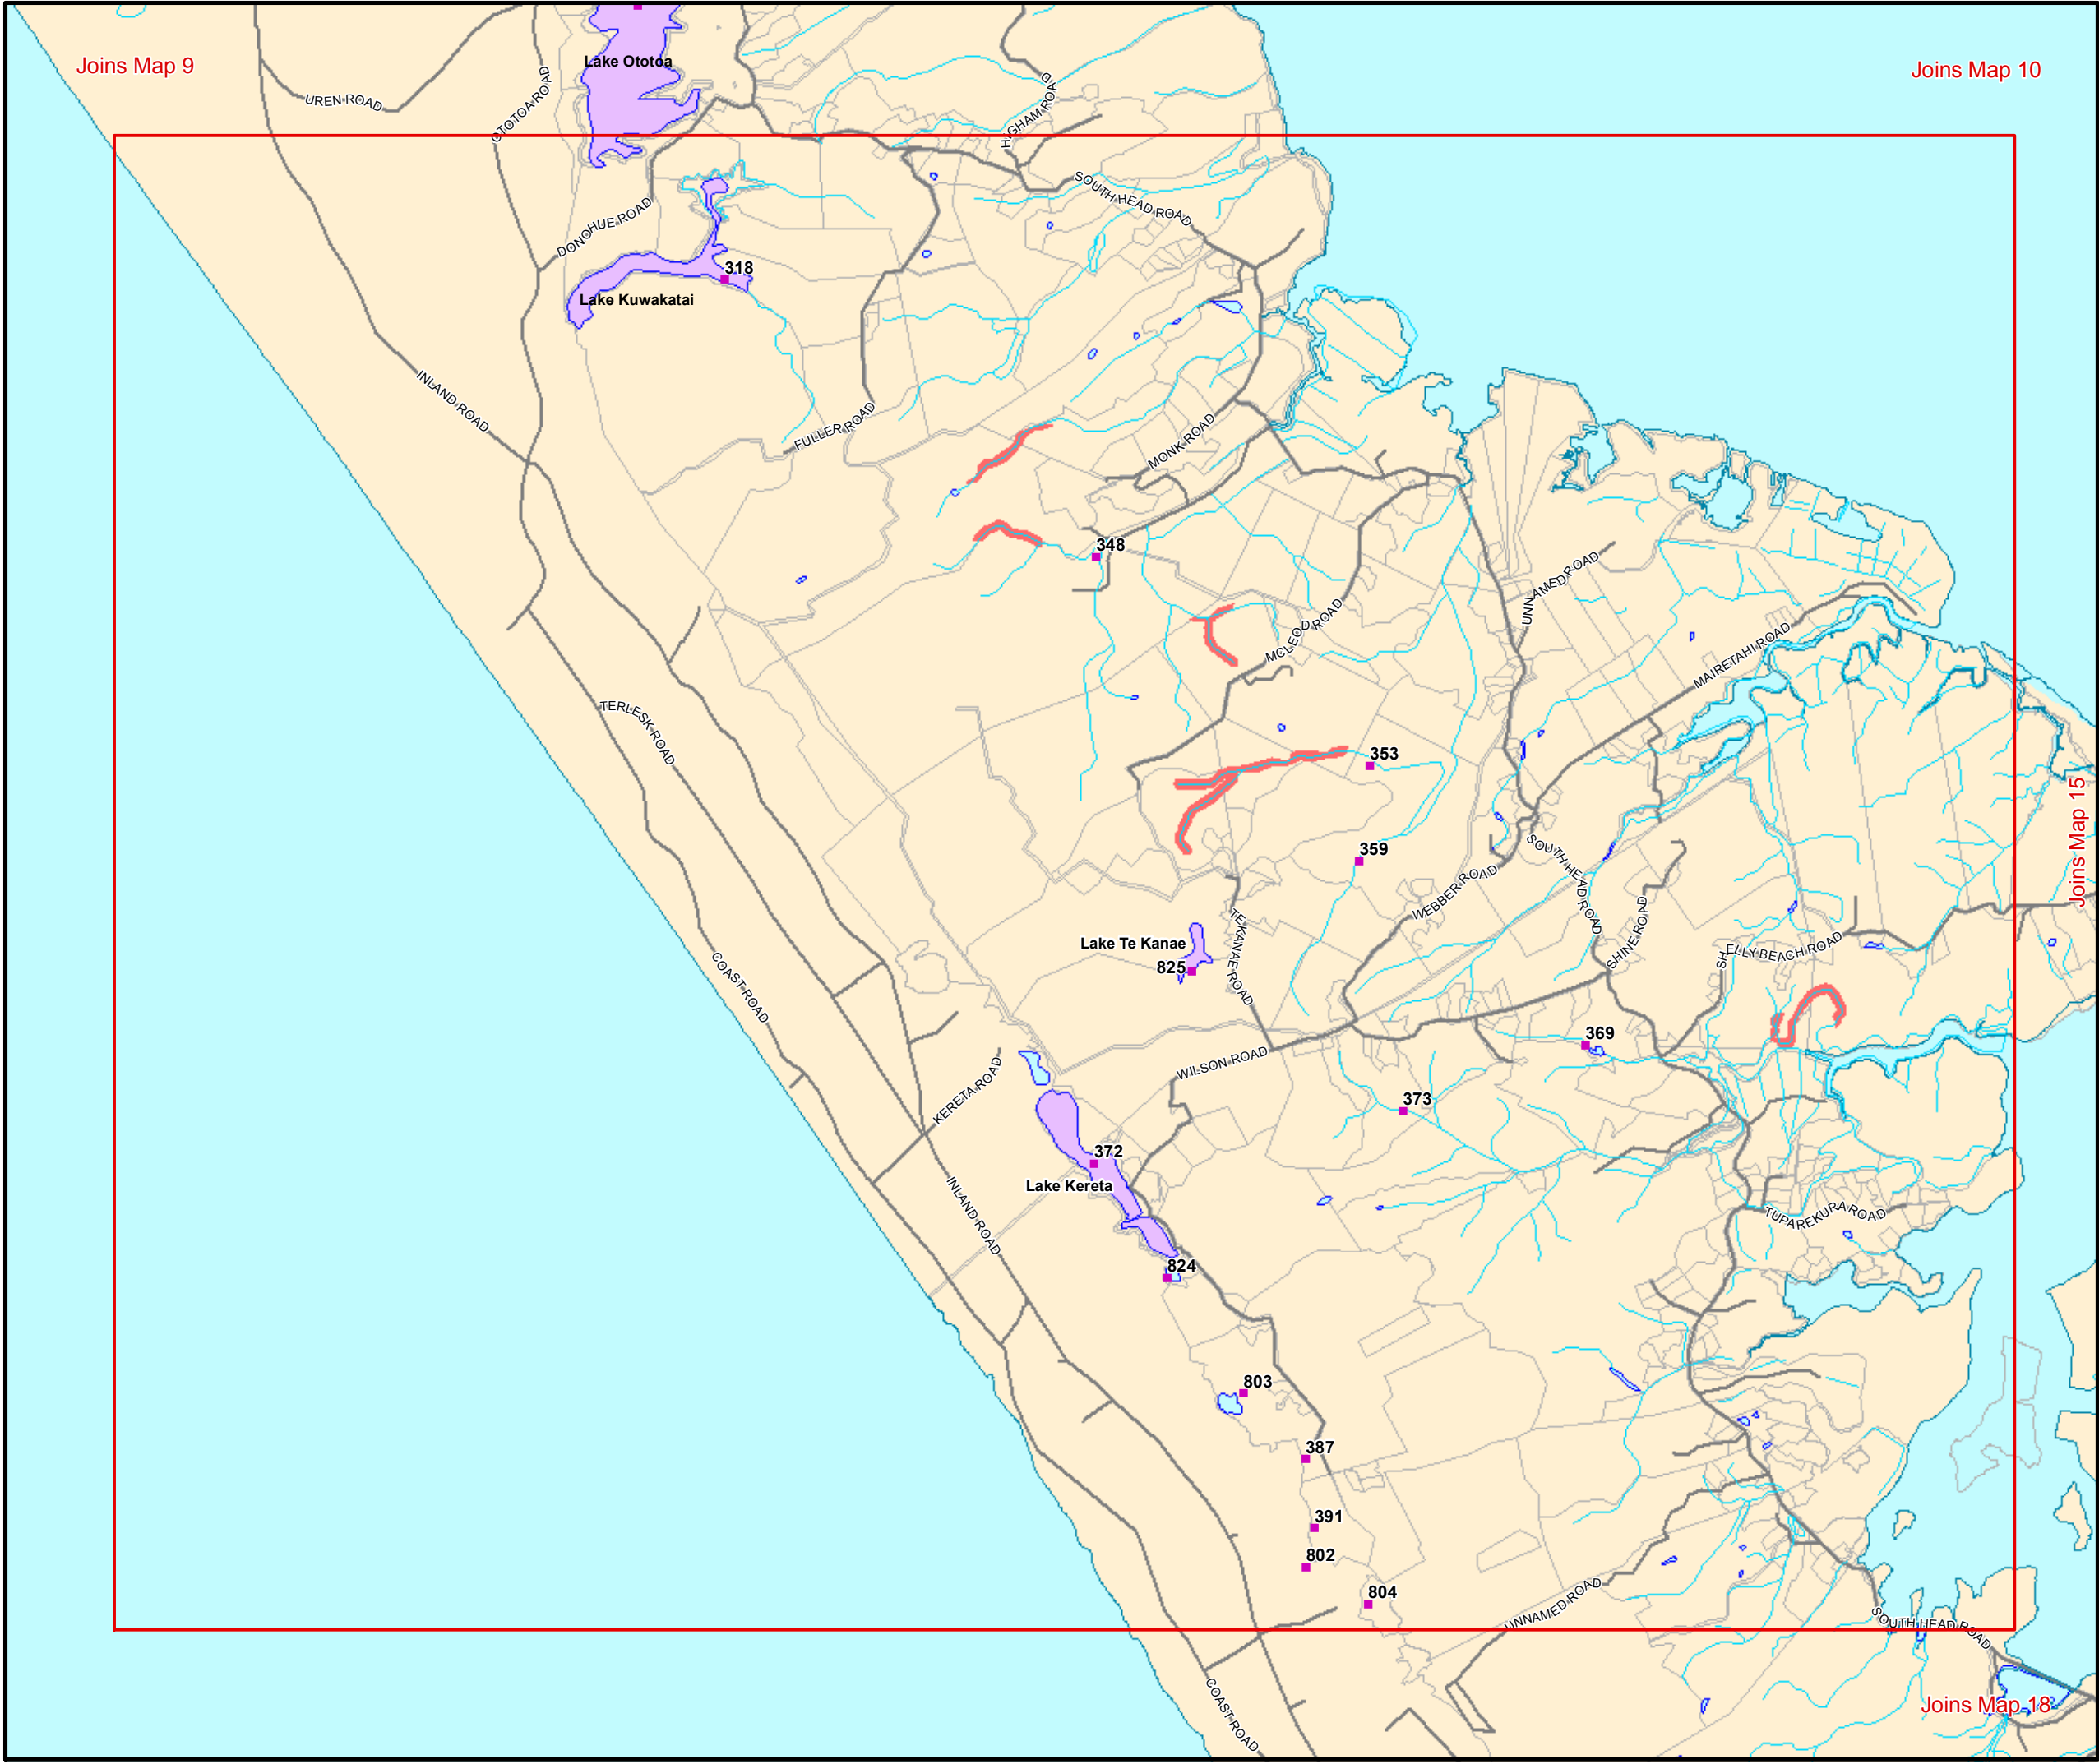 Lake Ototoa
Joins Map 9
Joins Map 10
UREN ROAD
OTOTOA ROAD
HIGHAM ROAD
SOUTH HEAD ROAD
DONOHUE ROAD
318
Lake Kuwakatai
INLAND ROAD
FULLER ROAD
MONK ROAD
348
UNNAMED ROAD
MCLEOD ROAD
MAIRETAHI ROAD
TERLESK ROAD
353
Joins Map 15
359
SOUTH HEAD ROAD
WEBBER ROAD
TE KANAE ROAD
Lake Te Kanae
825
SHINE ROAD
SHELLY BEACH ROAD
COAST ROAD
369
WILSON ROAD
KERETA ROAD
373
372
Lake Kereta
INLAND ROAD
TUPAREKURA ROAD
824
803
387
391
802
804
UNNAMED ROAD
SOUTH HEAD ROAD
COAST ROAD
Joins Map 18